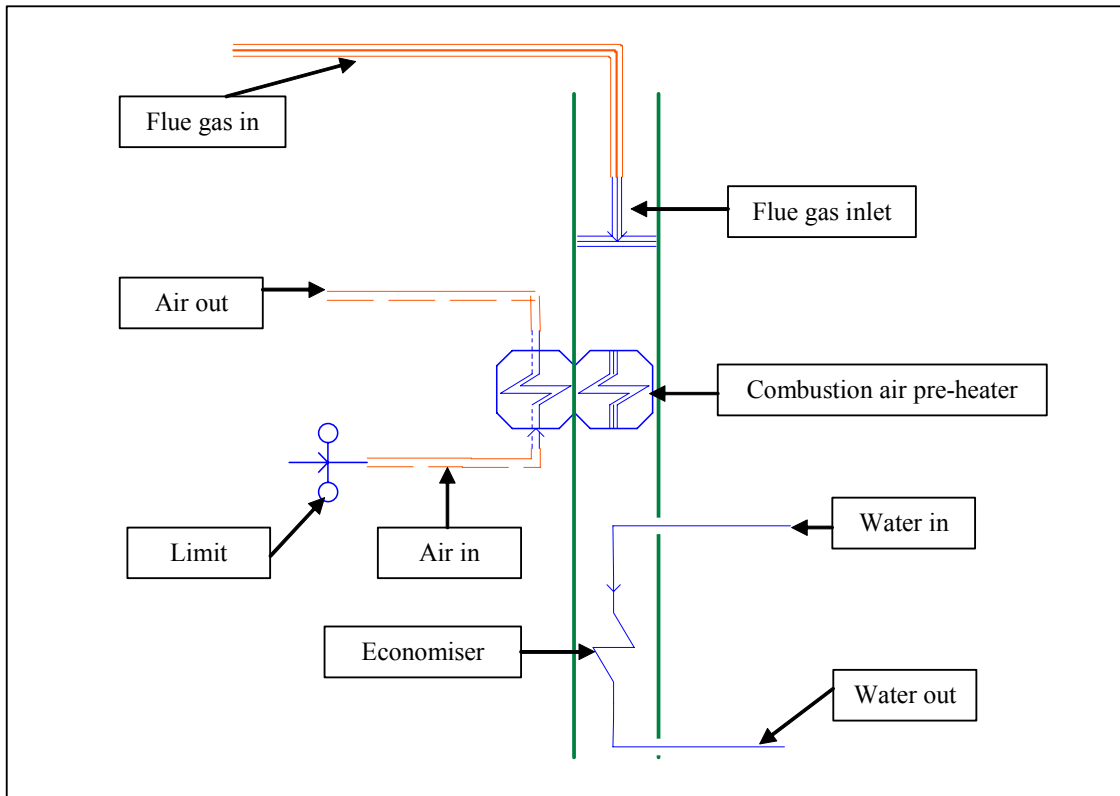 Flue gas in
Flue gas inlet
Air out
Combustion air pre-heater
Water in
Limit
Air in
Economiser
Water out